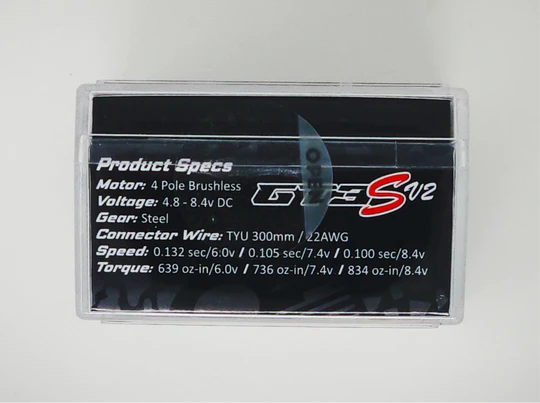 Product Specs
Motor: 4 Pole Brushless
Voltage: 4.8 - 8.4v DC
Gear: Steel
GT3S V2
OPEN
Connector Wire: TYU 300mm / 22AWG
Speed: 0.132 sec/6.0v / 0.105 sec/7.4v / 0.100 sec/8.4v
Torque: 639 oz-in/6.0v / 736 oz-in/7.4v / 834 oz-in/8.4v